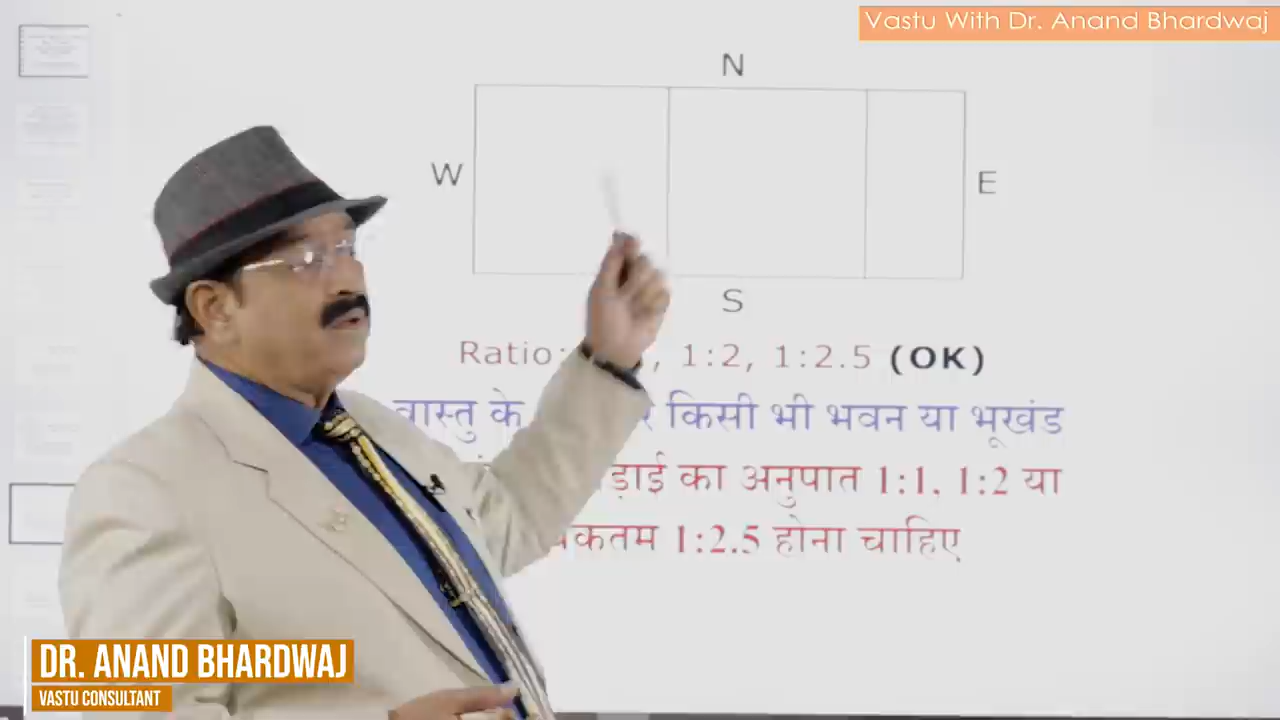 Vastu With Dr. Anand Bhardwaj
N
W
E
S
Ratio: , 1:2, 1:2.5 (OK)
वास्तु के किसी भी भवन या भूखंड
का अनुपात 1:1, 1:2 या
1:2.5 होना चाहिए
DR. ANAND BHARDWAJ
VASTU CONSULTANT